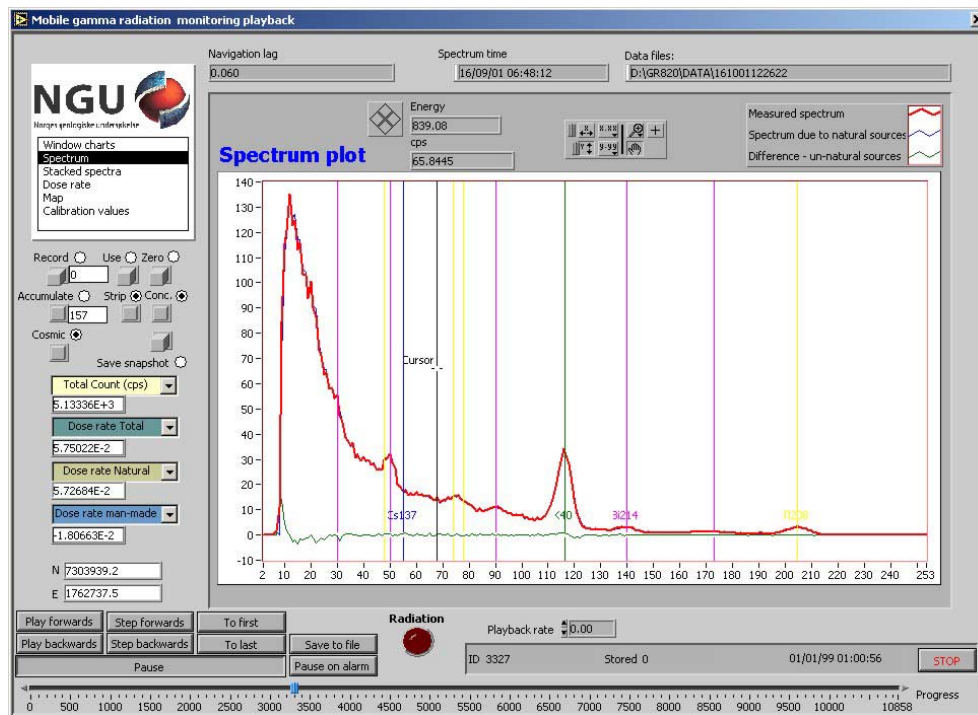 Mobile gamma radiation monitoring playback
Navigation lag
0.060
Spectrum time
16/09/01 06:48:12
Data files:
D:\GR820\DATA\161001122622
NGU
Norges geologiske undersøkelse
Window charts
Spectrum
Stacked spectra
Dose rate
Map
Calibration values
Energy
839.08
cps
65.8445
Spectrum plot
Measured spectrum
Spectrum due to natural sources
Difference - un-natural sources
Record
Use
Zero
0
Accumulate
Strip
Conc.
157
Cosmic
Save snapshot
Total Count (cps)
5.13336E+3
Dose rate Total
5.75022E-2
Dose rate Natural
5.72684E-2
Dose rate man-made
-1.80663E-2
N 7303939.2
E 1762737.5
140
130
120
110
100
90
80
70
60
50
40
30
20
10
0
-10
Cursor
Cs137
K40
Bi214
Tl208
2 10 20 30 40 50 60 70 80 90 100 110 120 130 140 150 160 170 180 190 200 210 220 230 240 253
Play forwards
Step forwards
To first
Play backwards
Step backwards
To last
Save to file
Pause
Pause on alarm
Radiation
Playback rate
0.00
ID 3327
Stored 0
01/01/99 01:00:56
STOP
0 500 1000 1500 2000 2500 3000 3500 4000 4500 5000 5500 6000 6500 7000 7500 8000 8500 9000 9500 10000 10858
Progress